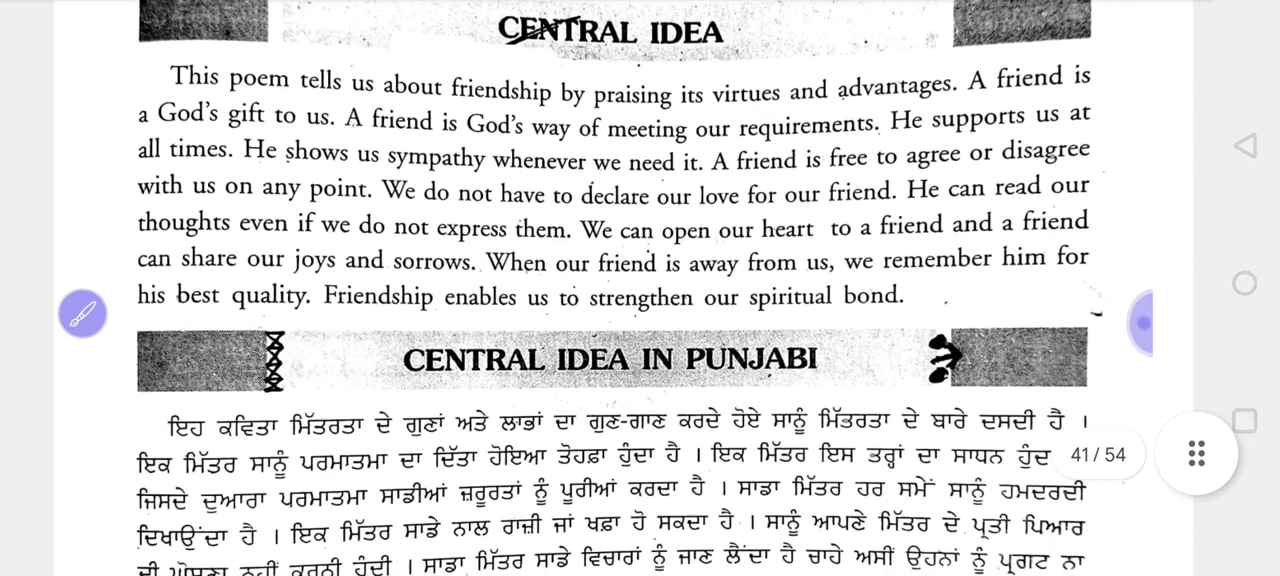 CENTRAL IDEA
This poem tells us about friendship by praising its virtues and advantages. A friend is
a God's gift to us. A friend is God's way of meeting our requirements. He supports us at
all times. He shows us sympathy whenever we need it. A friend is free to agree or disagree
with us on any point. We do not have to declare our love for our friend. He can read our
thoughts even if we do not express them. We can open our heart to a friend and a friend
can share our joys and sorrows. When our friend is away from us, we remember him for
his best quality. Friendship enables us to strengthen our spiritual bond.
CENTRAL IDEA IN PUNJABI
ਇਹ ਕਵਿਤਾ ਮਿੱਤਰਤਾ ਦੇ ਗੁਣਾਂ ਅਤੇ ਲਾਭਾਂ ਦਾ ਗੁਣ-ਗਾਣ ਕਰਦੇ ਹੋਏ ਸਾਨੂੰ ਮਿੱਤਰਤਾ ਦੇ ਬਾਰੇ ਦਸਦੀ ਹੈ ।
ਇਕ ਮਿੱਤਰ ਸਾਨੂੰ ਪਰਮਾਤਮਾ ਦਾ ਦਿੱਤਾ ਹੋਇਆ ਤੋਹਫ਼ਾ ਹੁੰਦਾ ਹੈ । ਇਕ ਮਿੱਤਰ ਇਸ ਤਰ੍ਹਾਂ ਦਾ ਸਾਧਨ ਹੁੰਦ
41 / 54
ਜਿਸਦੇ ਦੁਆਰਾ ਪਰਮਾਤਮਾ ਸਾਡੀਆਂ ਜ਼ਰੂਰਤਾਂ ਨੂੰ ਪੂਰੀਆਂ ਕਰਦਾ ਹੈ । ਸਾਡਾ ਮਿੱਤਰ ਹਰ ਸਮੇਂ ਸਾਨੂੰ ਹਮਦਰਦੀ
ਦਿਖਾਉਂਦਾ ਹੈ । ਇਕ ਮਿੱਤਰ ਸਾਡੇ ਨਾਲ ਰਾਜ਼ੀ ਜਾਂ ਖਫ਼ਾ ਹੋ ਸਕਦਾ ਹੈ । ਸਾਨੂੰ ਆਪਣੇ ਮਿੱਤਰ ਦੇ ਪ੍ਰਤੀ ਪਿਆਰ
ਦੀ ਘੋਸ਼ਣਾ ਨਹੀਂ ਕਰਨੀ ਹੁੰਦੀ । ਸਾਡਾ ਮਿੱਤਰ ਸਾਡੇ ਵਿਚਾਰਾਂ ਨੂੰ ਜਾਣ ਲੈਂਦਾ ਹੈ ਚਾਹੇ ਅਸੀਂ ਉਹਨਾਂ ਨੂੰ ਪ੍ਰਗਟ ਨਾ